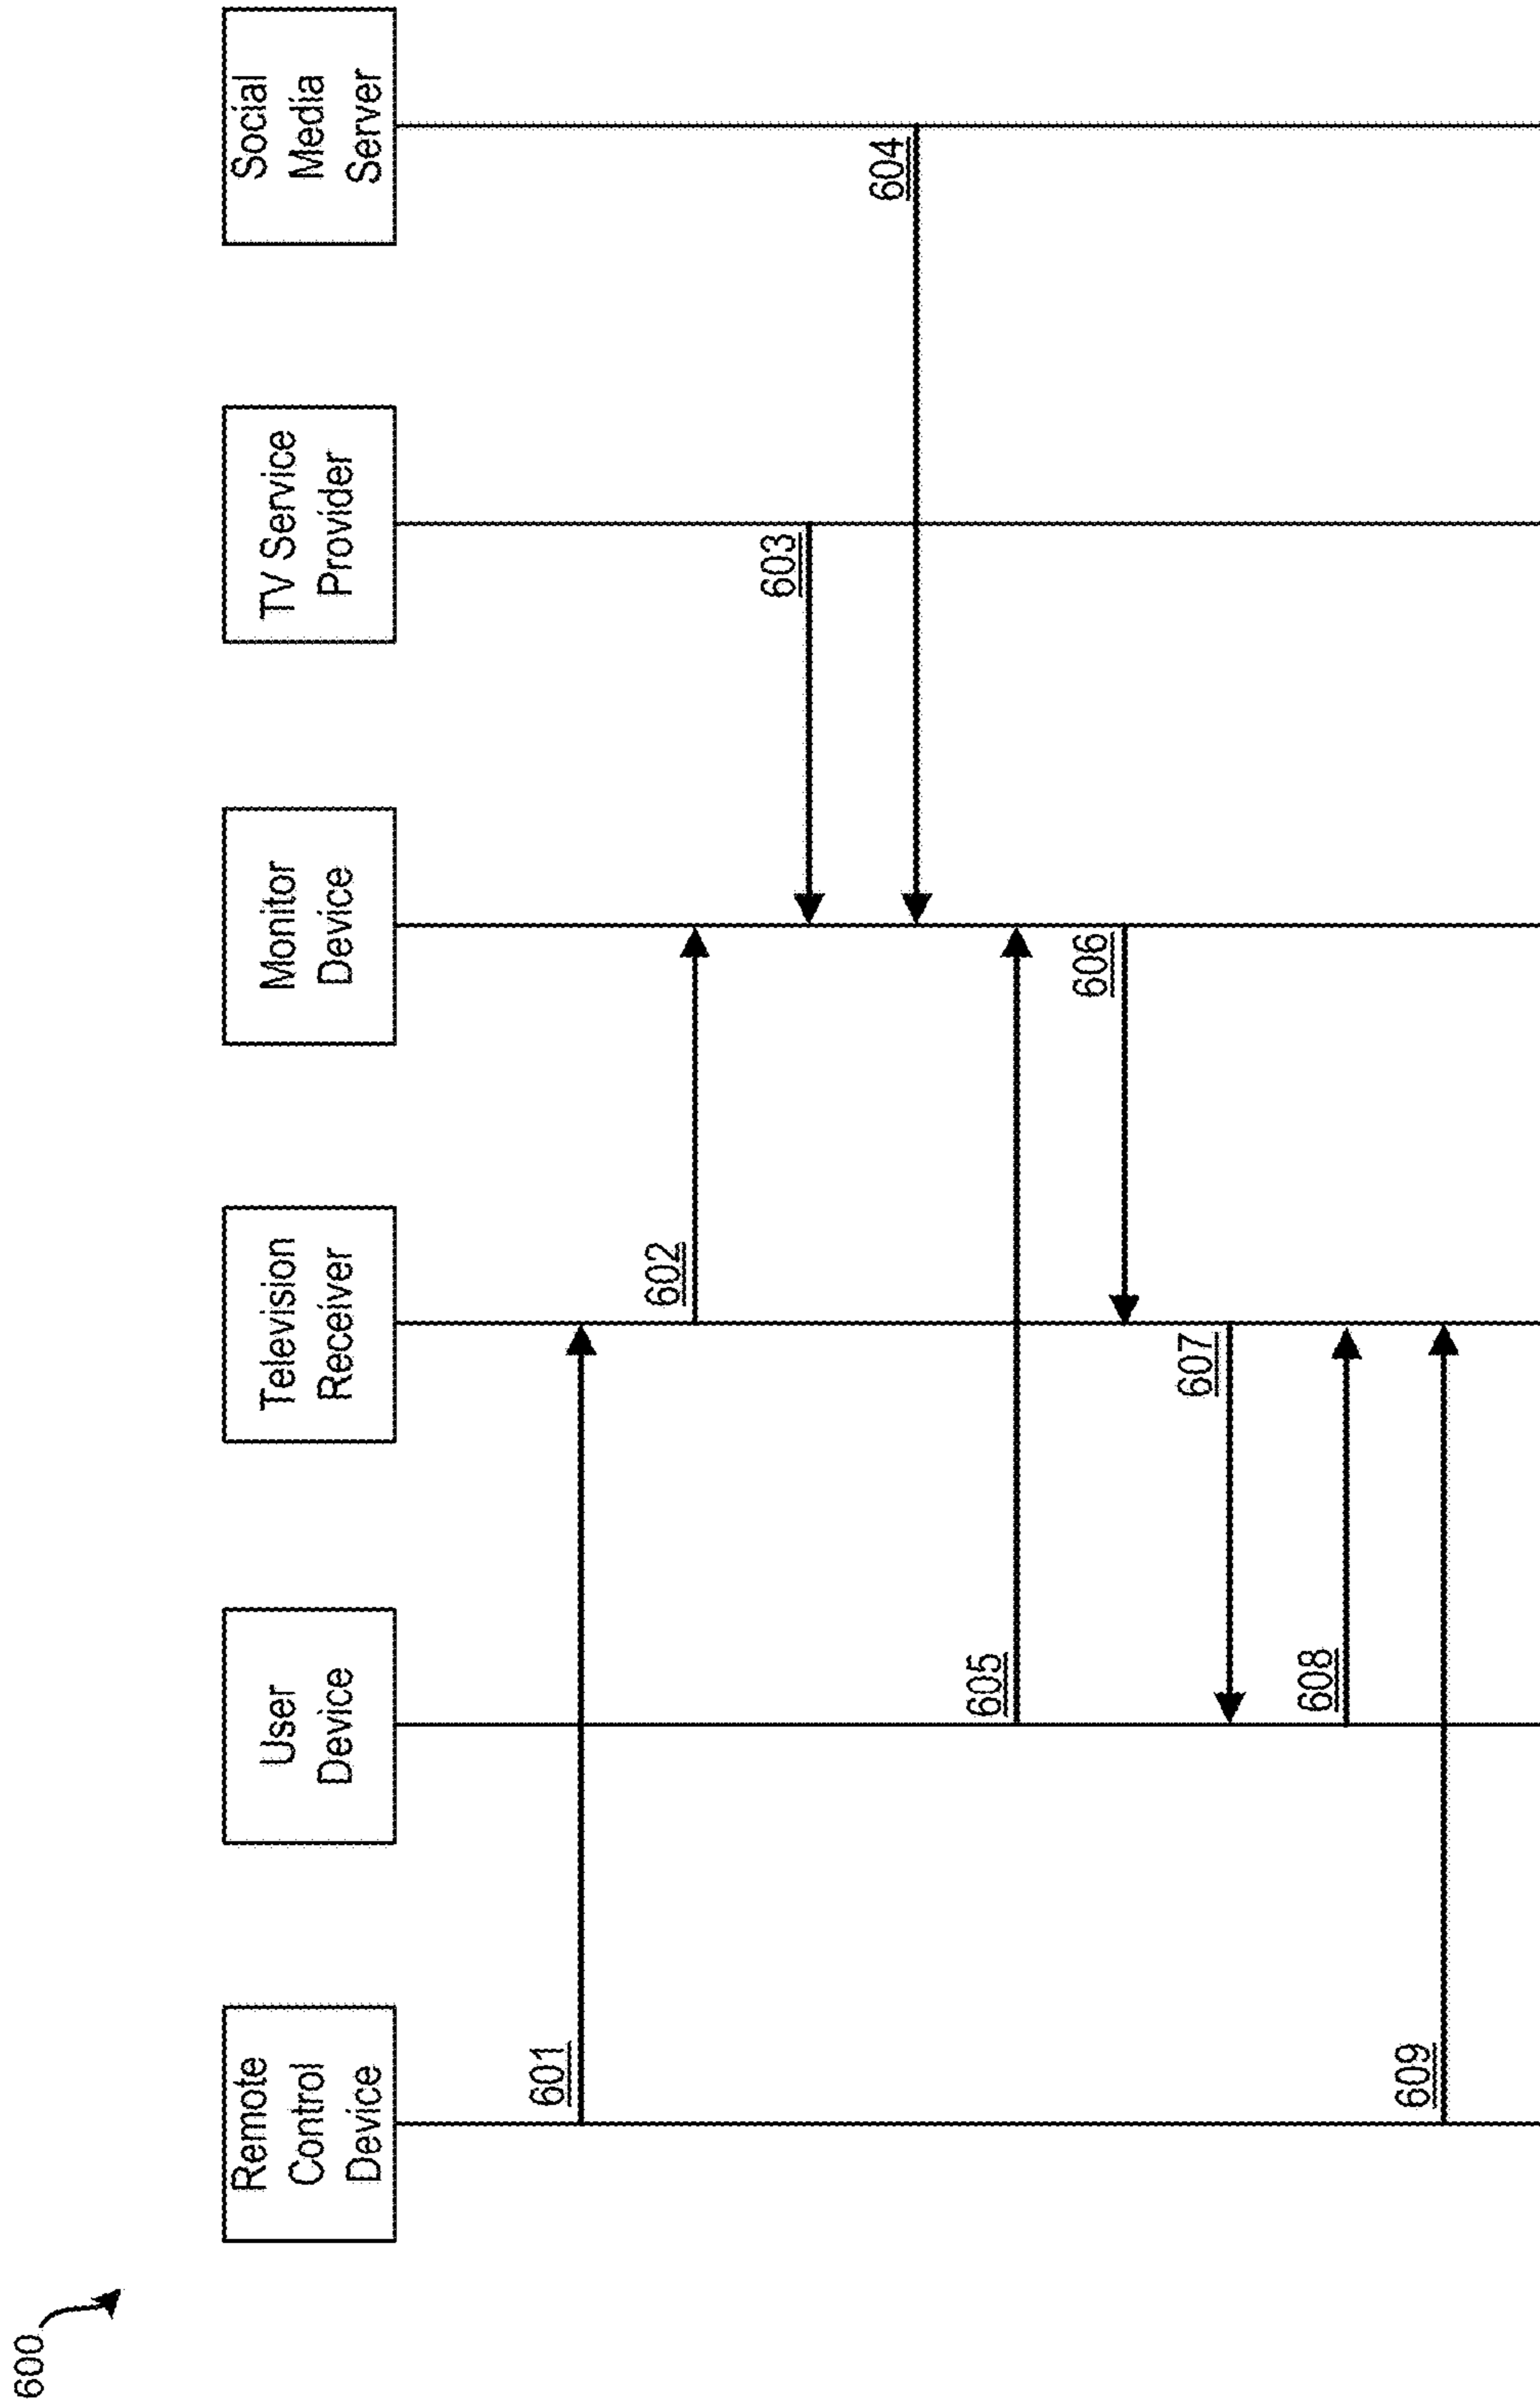 600
Remote
Control
Device
User
Device
Television
Receiver
Monitor
Device
TV Service
Provider
Social
Media
Server
601
602
603
604
605
606
607
608
609